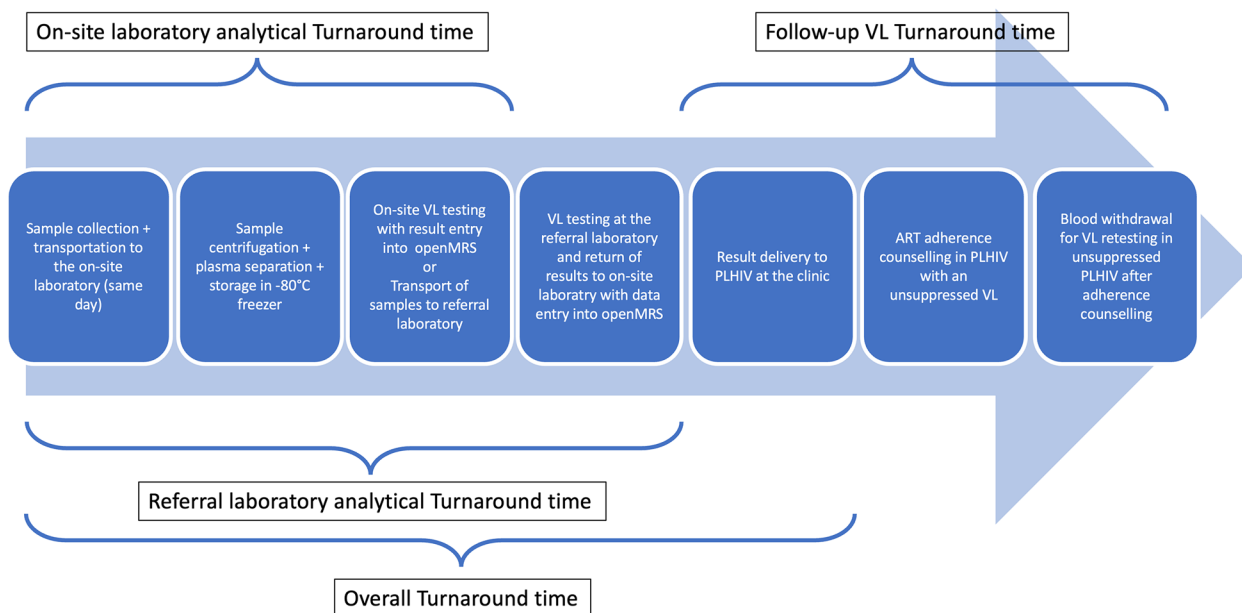 On-site laboratory analytical Turnaround time
Follow-up VL Turnaround time
Sample collection +
transportation to
the on-site
laboratory (same
day)
Sample
centrifugation +
plasma separation +
storage in -80°C
freezer
On-site VL testing
with result entry
into openMRS
or
Transport of
samples to referral
laboratory
VL testing at the
referral laboratory
and return of
results to on-site
laboratry with data
entry into openMRS
Result delivery to
PLHIV at the clinic
ART adherence
counselling in PLHIV
with an
unsuppressed VL
Blood withdrawal
for VL retesting in
unsuppressed
PLHIV after
adherence
counselling
Referral laboratory analytical Turnaround time
Overall Turnaround time